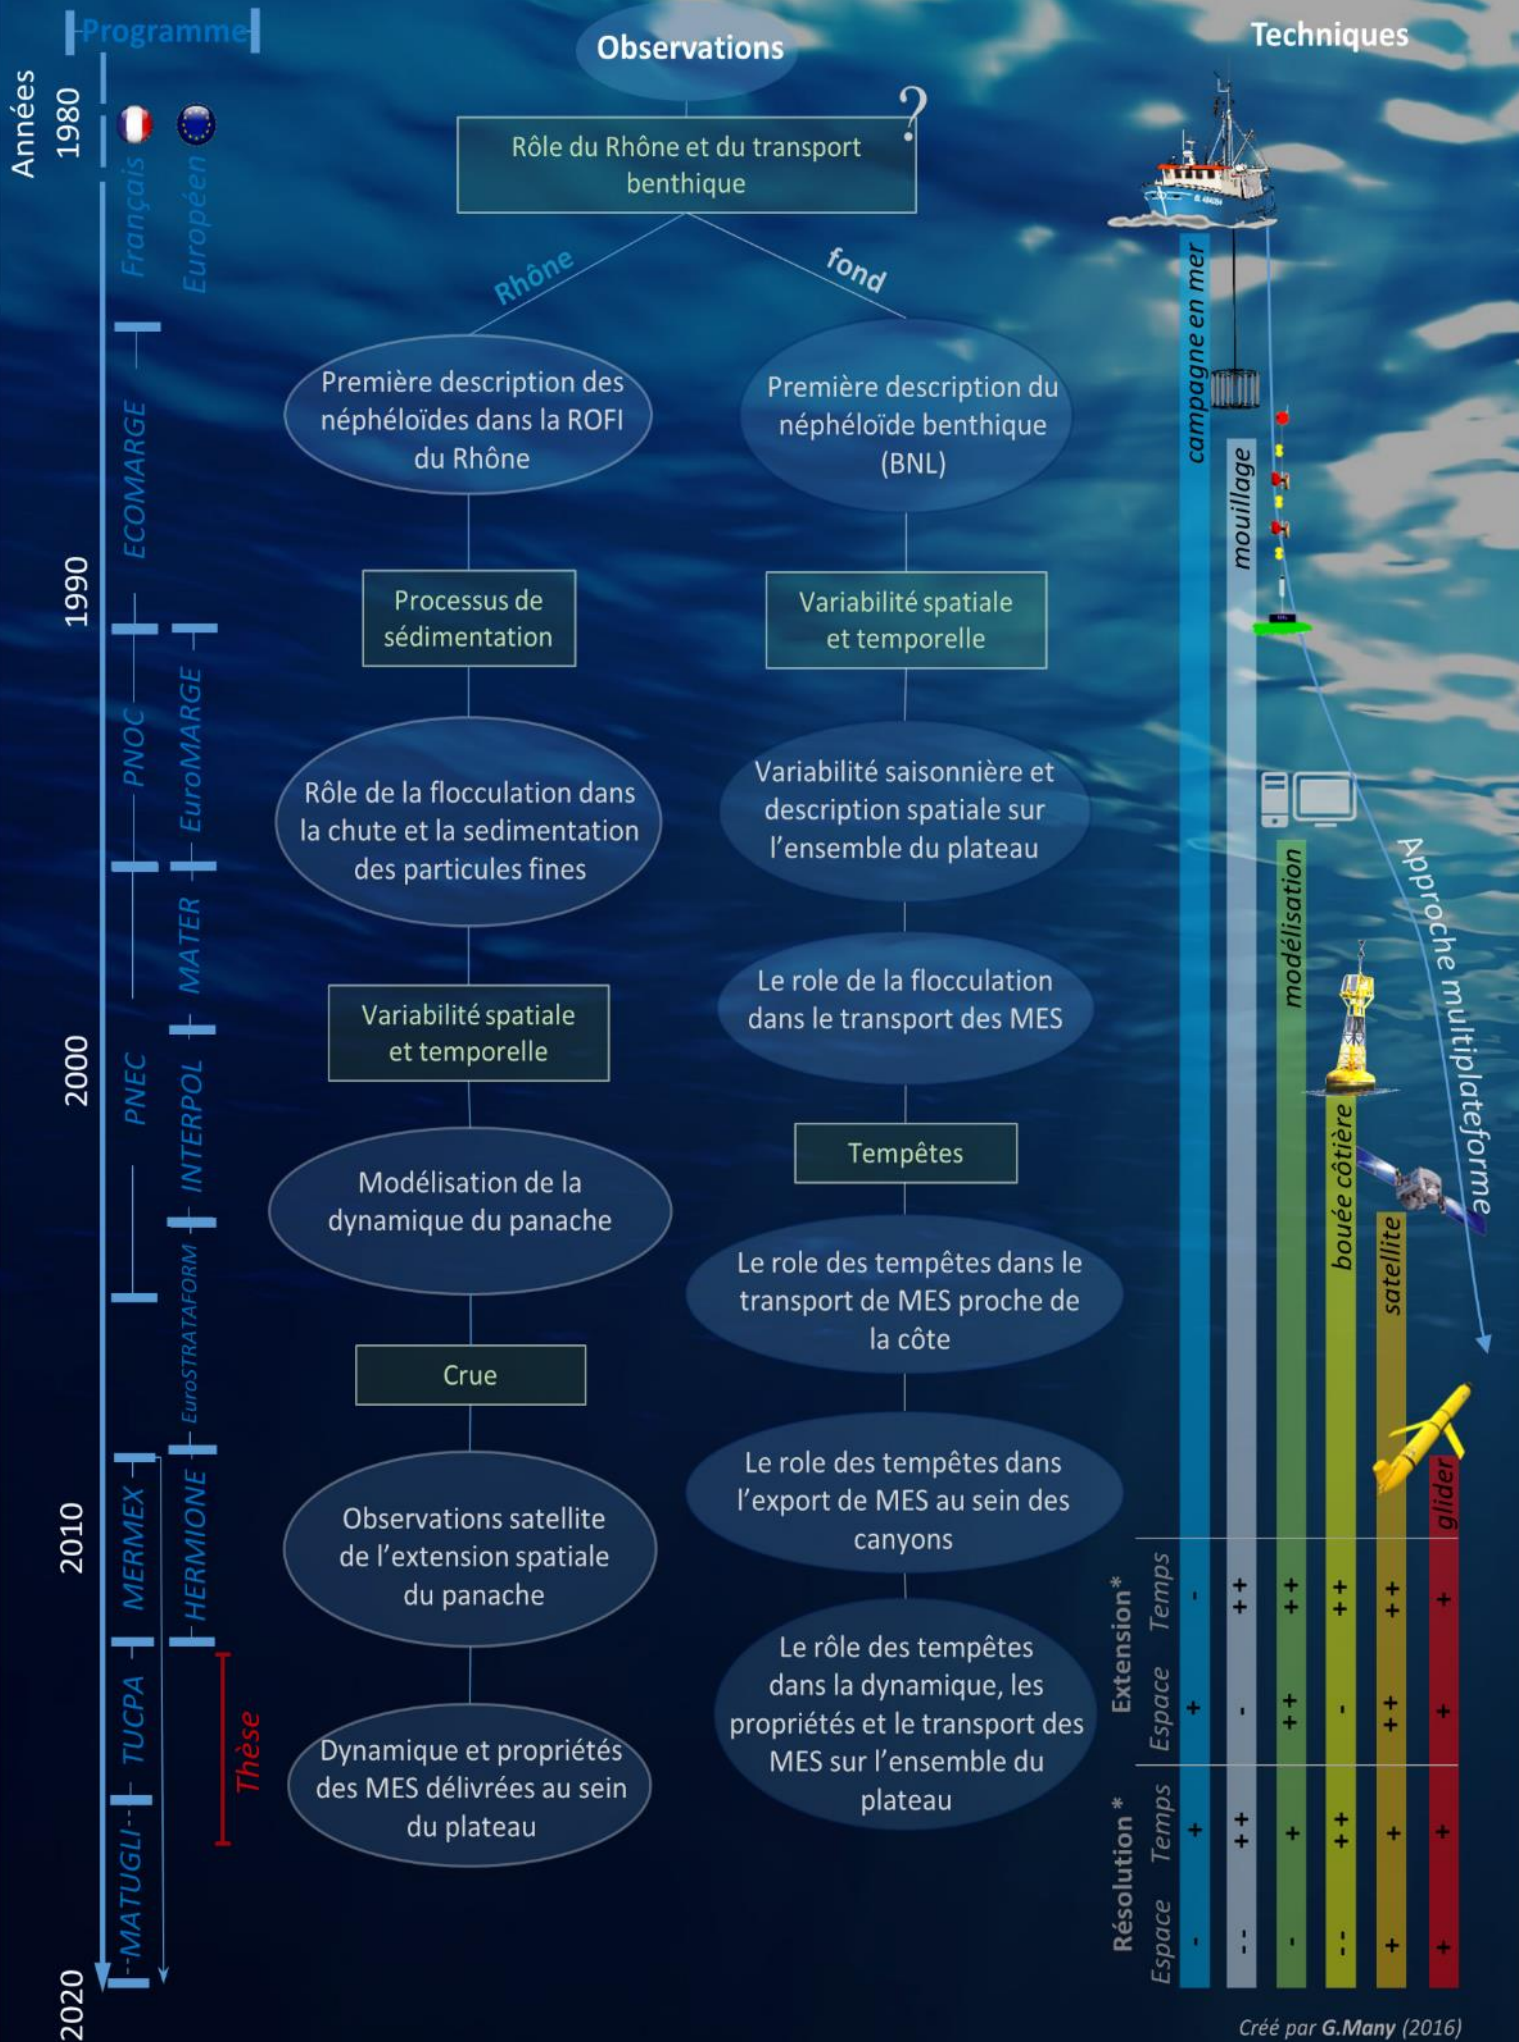 Programme
Années
Français
Européen
1980
1990
2000
2010
2020
ECOMARGE
PNOC
PNEC
MERMEX
TUCPA
MATUGLI
EuroMARGE
MATER
INTERPOL
EuroSTRATAFORM
HERMIONE
Thèse
Observations
Rôle du Rhône et du transport
benthique
?
Rhône
fond
Première description des
néphéloïdes dans la ROFI
du Rhône
Processus de
sédimentation
Rôle de la flocculation dans
la chute et la sedimentation
des particules fines
Variabilité spatiale
et temporelle
Modélisation de la
dynamique du panache
Crue
Observations satellite
de l'extension spatiale
du panache
Dynamique et propriétés
des MES délivrées au sein
du plateau
Première description du
néphéloïde benthique
(BNL)
Variabilité spatiale
et temporelle
Variabilité saisonnière et
description spatiale sur
l'ensemble du plateau
Le role de la flocculation
dans le transport des MES
Tempêtes
Le role des tempêtes dans le
transport de MES proche de
la côte
Le role des tempêtes dans
l'export de MES au sein des
canyons
Le rôle des tempêtes
dans la dynamique, les
propriétés et le transport des
MES sur l'ensemble du
plateau
Techniques
campagne en mer
mouillage
modélisation
bouée côtière
satellite
glider
Approche multiplateforme
Extension*
Temps - ++ ++ ++ ++ +
Espace + - ++ - ++ +
Résolution *
Temps + ++ + ++ + +
Espace - -- - -- + +
Créé par G.Many (2016)